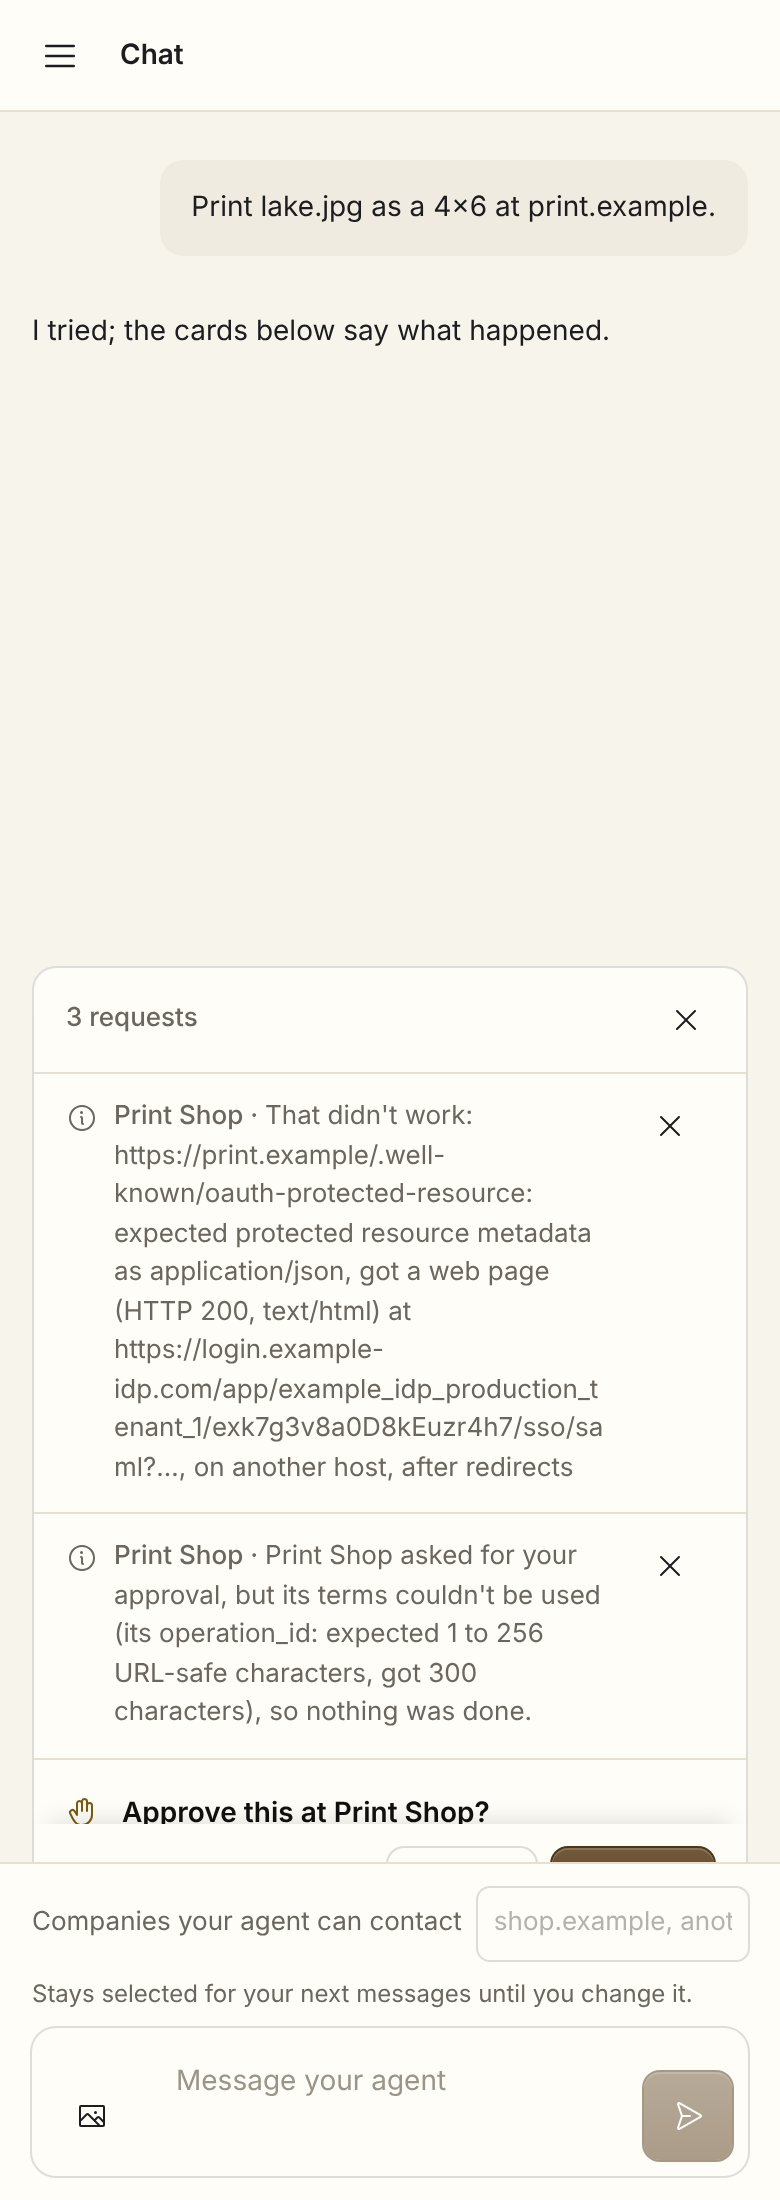 Chat
Print lake.jpg as a 4×6 at print.example.
I tried; the cards below say what happened.
3 requests
Print Shop · That didn't work:
https://print.example/.well-
known/oauth-protected-resource:
expected protected resource metadata
as application/json, got a web page
(HTTP 200, text/html) at
https://login.example-
idp.com/app/example_idp_production_t
enant_1/exk7g3v8a0D8kEuzr4h7/sso/sa
ml?…, on another host, after redirects
Print Shop · Print Shop asked for your
approval, but its terms couldn't be used
(its operation_id: expected 1 to 256
URL-safe characters, got 300
characters), so nothing was done.
Approve this at Print Shop?
Companies your agent can contact
shop.example, anot
Stays selected for your next messages until you change it.
Message your agent